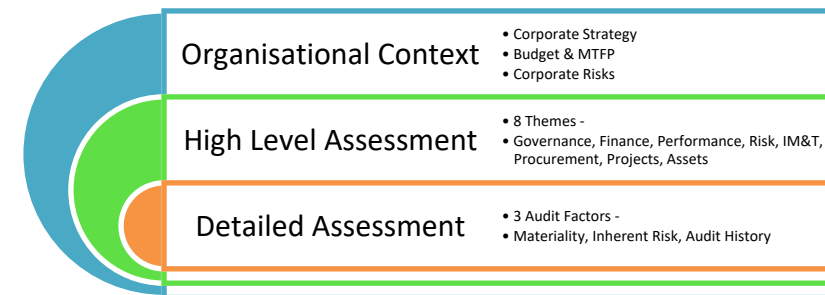 Organisational Context
• Corporate Strategy
• Budget & MTFP
• Corporate Risks
High Level Assessment
• 8 Themes -
• Governance, Finance, Performance, Risk, IM&T,
Procurement, Projects, Assets
Detailed Assessment
• 3 Audit Factors -
• Materiality, Inherent Risk, Audit History